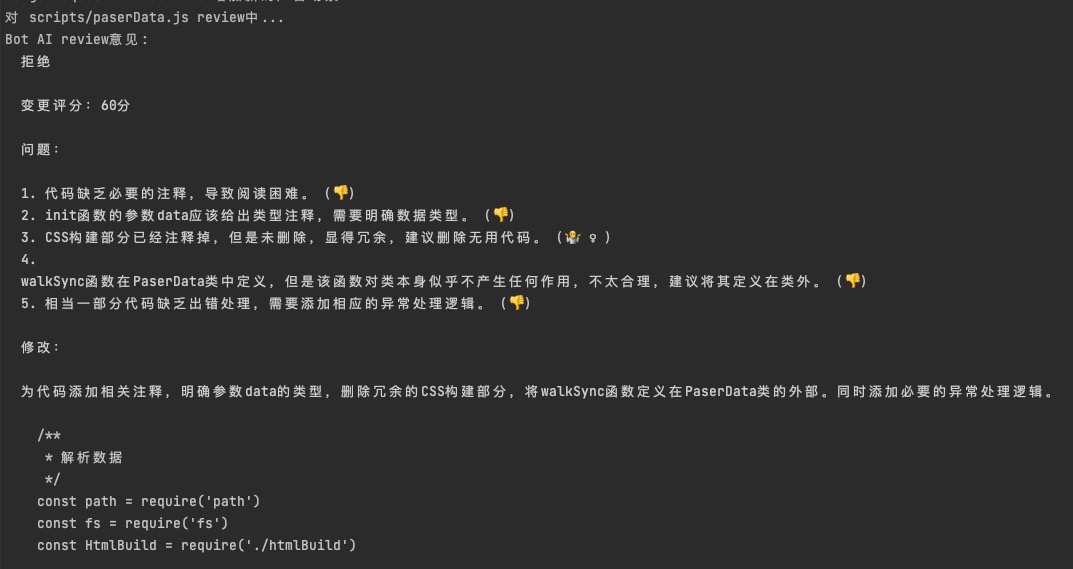 对 scripts/paserData.js review中...
Bot AI review意见：
拒绝
变更评分：60分
问题：
1. 代码缺乏必要的注释，导致阅读困难。（👎）
2. init函数的参数data应该给出类型注释，需要明确数据类型。（👎）
3. CSS构建部分已经注释掉，但是未删除，显得冗余，建议删除无用代码。（🤷 ♀ ）
4.
walkSync函数在PaserData类中定义，但是该函数对类本身似乎不产生任何作用，不太合理，建议将其定义在类外。（👎）
5. 相当一部分代码缺乏出错处理，需要添加相应的异常处理逻辑。（👎）
修改：
为代码添加相关注释，明确参数data的类型，删除冗余的CSS构建部分，将walkSync函数定义在PaserData类的外部。同时添加必要的异常处理逻辑。
/**
* 解析数据
*/
const path = require('path')
const fs = require('fs')
const HtmlBuild = require('./htmlBuild')